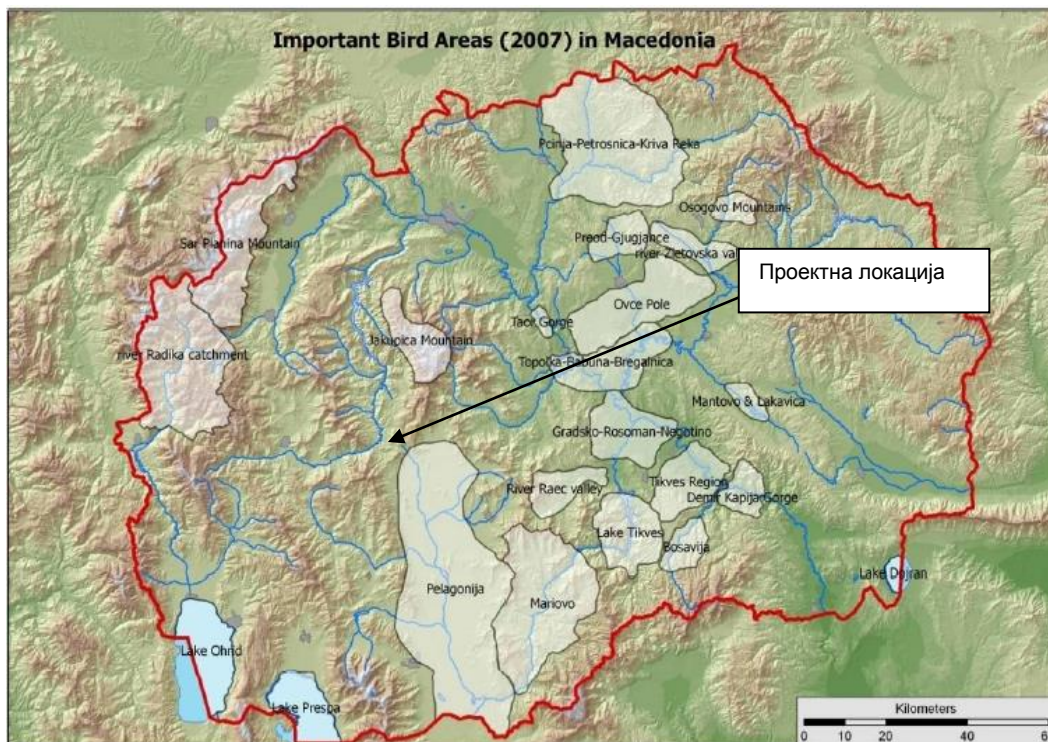 Important Bird Areas (2007) in Macedonia
Pcinja-Petrosnica-Kriva Reka
Osogovo Mountains
Preod-Gjugjance
river Zletovska va
Sar Planina Mountain
Проектна локација
Ovce Pole
Taor Gorge
Jakupica Mountain
river Radika catchment
Topolka-Babuna-Bregalnica
Mantovo & Lakavica
Gradsko-Rosoman-Negotino
River Raec valley
Tikves Region
Demir Kapija Gorge
Lake Tikves
Bosavija
Lake Dojran
Pelagonija
Mariovo
Lake Ohrid
Lake Prespa
Kilometers
0 10 20 40 6